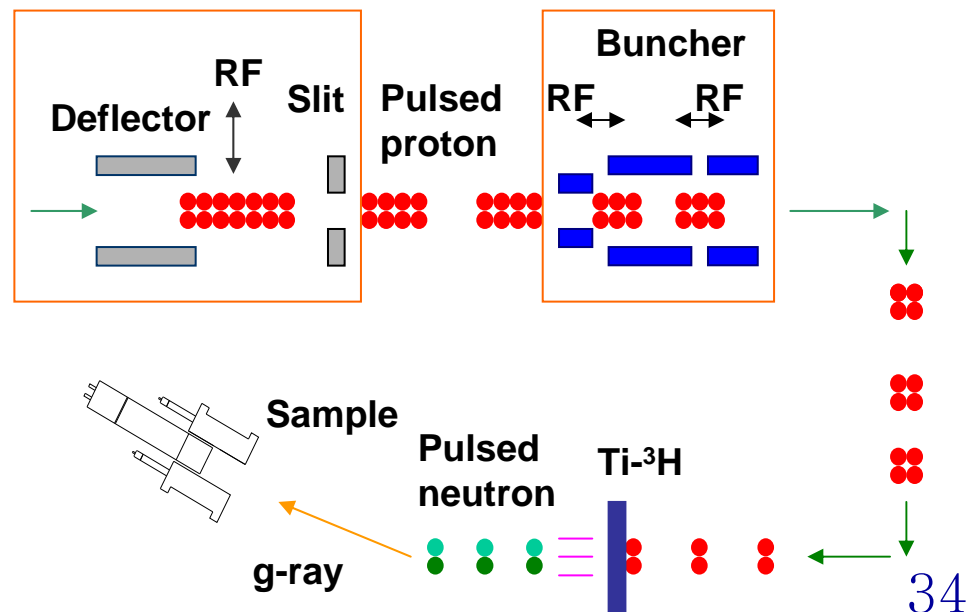 Buncher
RF
Slit
Pulsed
proton
RF
RF
Deflector
Sample
Pulsed
neutron
Ti-³H
g-ray
34